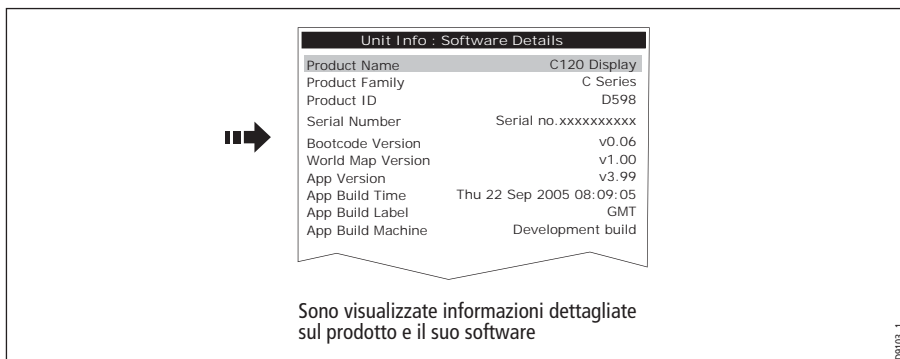 Unit Info : Software Details
Product Name C120 Display
Product Family C Series
Product ID D598
Serial Number Serial no.xxxxxxxxxx
Bootcode Version v0.06
World Map Version v1.00
App Version v3.99
App Build Time Thu 22 Sep 2005 08:09:05
App Build Label GMT
App Build Machine Development build
Sono visualizzate informazioni dettagliate
sul prodotto e il suo software
D9103_1